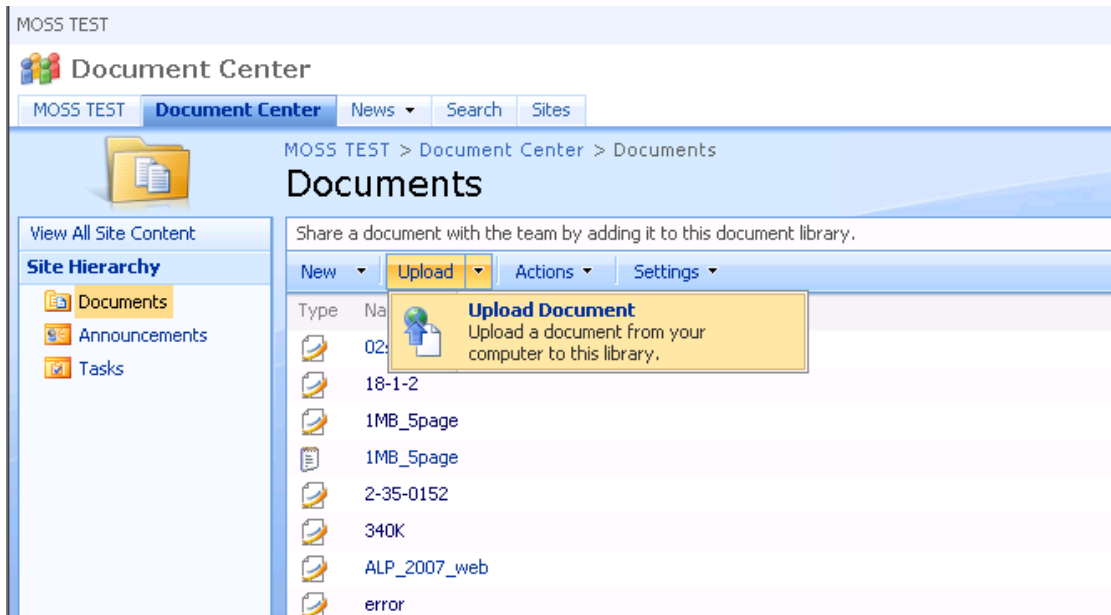 MOSS TEST
Document Center
MOSS TEST Document Center News Search Sites
MOSS TEST > Document Center > Documents
Documents
View All Site Content
Share a document with the team by adding it to this document library.
Site Hierarchy
New Upload Actions Settings
Documents
Announcements
Tasks
Type Na
Upload Document
Upload a document from your
computer to this library.
18-1-2
1MB_5page
1MB_5page
2-35-0152
340K
ALP_2007_web
error